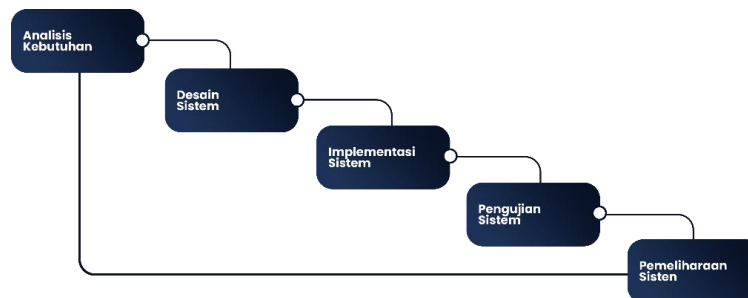 Analisis
Kebutuhan
Desain
Sistem
Implementasi
Sistem
Pengujian
Sistem
Pemeliharaan
Sisten